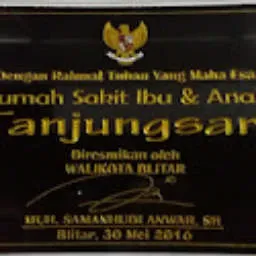 Dengan Rahmat Tuhan Yang Maha Esa
umah Sakit Ibu & Ana
Tanjungsar
Diresmikan oleh
WALIKOTA BLITAR
MUH. SAMANHUDI ANWAR, SH
Blitar, 30 Mei 2016